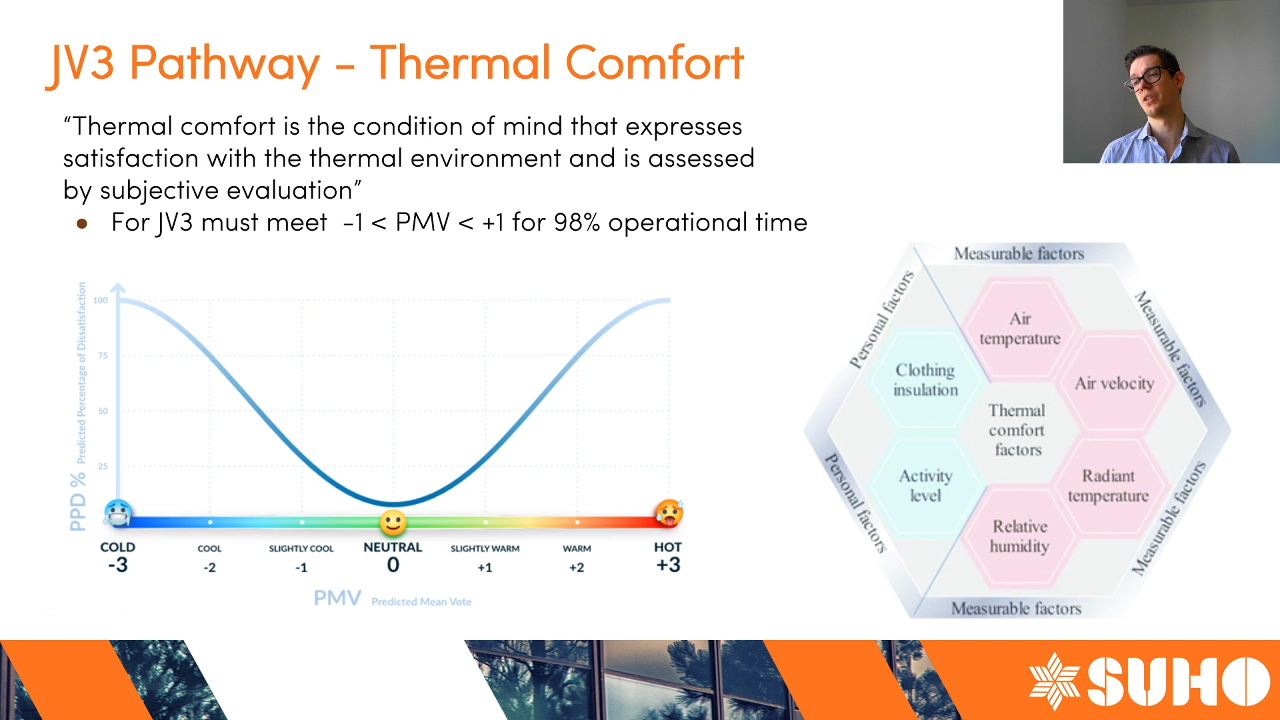 JV3 Pathway - Thermal Comfort
“Thermal comfort is the condition of mind that expresses
satisfaction with the thermal environment and is assessed
by subjective evaluation”
● For JV3 must meet -1 < PMV < +1 for 98% operational time
PPD % Predicted Percentage of Dissatisfaction
100
75
50
25
COLD COOL SLIGHTLY COOL NEUTRAL SLIGHTLY WARM WARM HOT
-3 -2 -1 0 +1 +2 +3
PMV Predicted Mean Vote
Measurable factors
Personal factors
Measurable factors
Air
temperature
Clothing
insulation
Air velocity
Thermal
comfort
factors
Activity
level
Radiant
temperature
Relative
humidity
Personal factors
Measurable factors
Measurable factors
SUHO